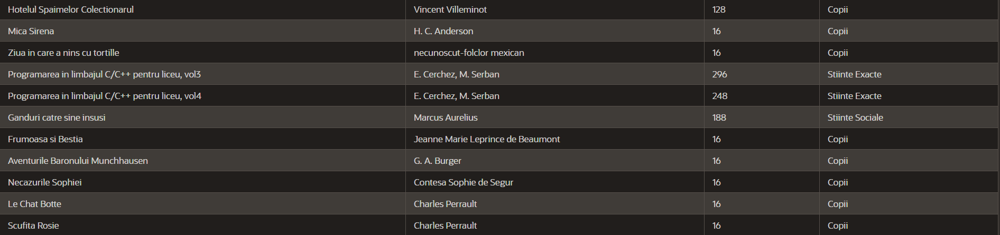 Hotelul Spaimelor Colectionarul Vincent Villeminot 128 Copii
Mica Sirena H. C. Anderson 16 Copii
Ziua in care a nins cu tortille necunoscut-folclor mexican 16 Copii
Programarea in limbajul C/C++ pentru liceu, vol3 E. Cerchez, M. Serban 296 Stiinte Exacte
Programarea in limbajul C/C++ pentru liceu, vol4 E. Cerchez, M. Serban 248 Stiinte Exacte
Ganduri catre sine insusi Marcus Aurelius 188 Stiinte Sociale
Frumoasa si Bestia Jeanne Marie Leprince de Beaumont 16 Copii
Aventurile Baronului Munchhausen G. A. Burger 16 Copii
Necazurile Sophiei Contesa Sophie de Segur 16 Copii
Le Chat Botte Charles Perrault 16 Copii
Scufita Rosie Charles Perrault 16 Copii